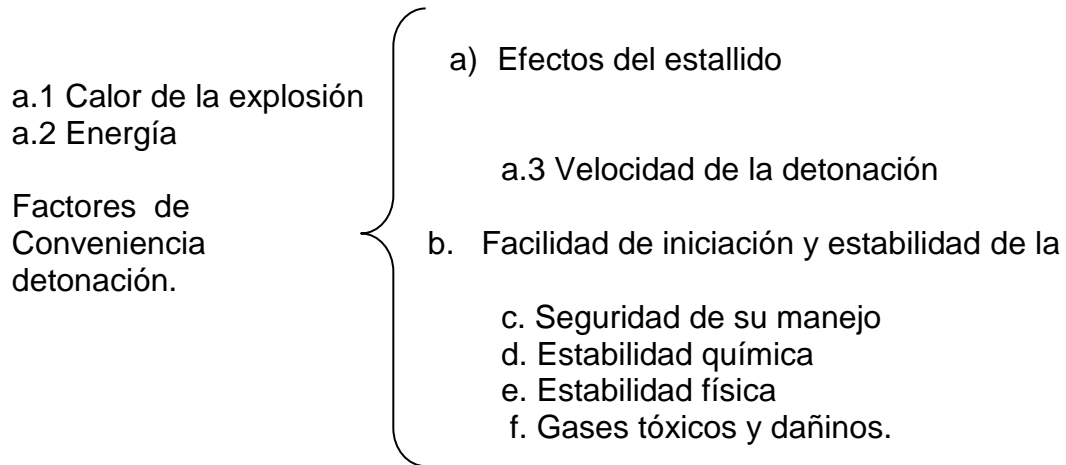 a) Efectos del estallido
a.1 Calor de la explosión
a.2 Energía
a.3 Velocidad de la detonación
Factores de
Conveniencia
b. Facilidad de iniciación y estabilidad de la
detonación.
c. Seguridad de su manejo
d. Estabilidad química
e. Estabilidad física
f. Gases tóxicos y dañinos.